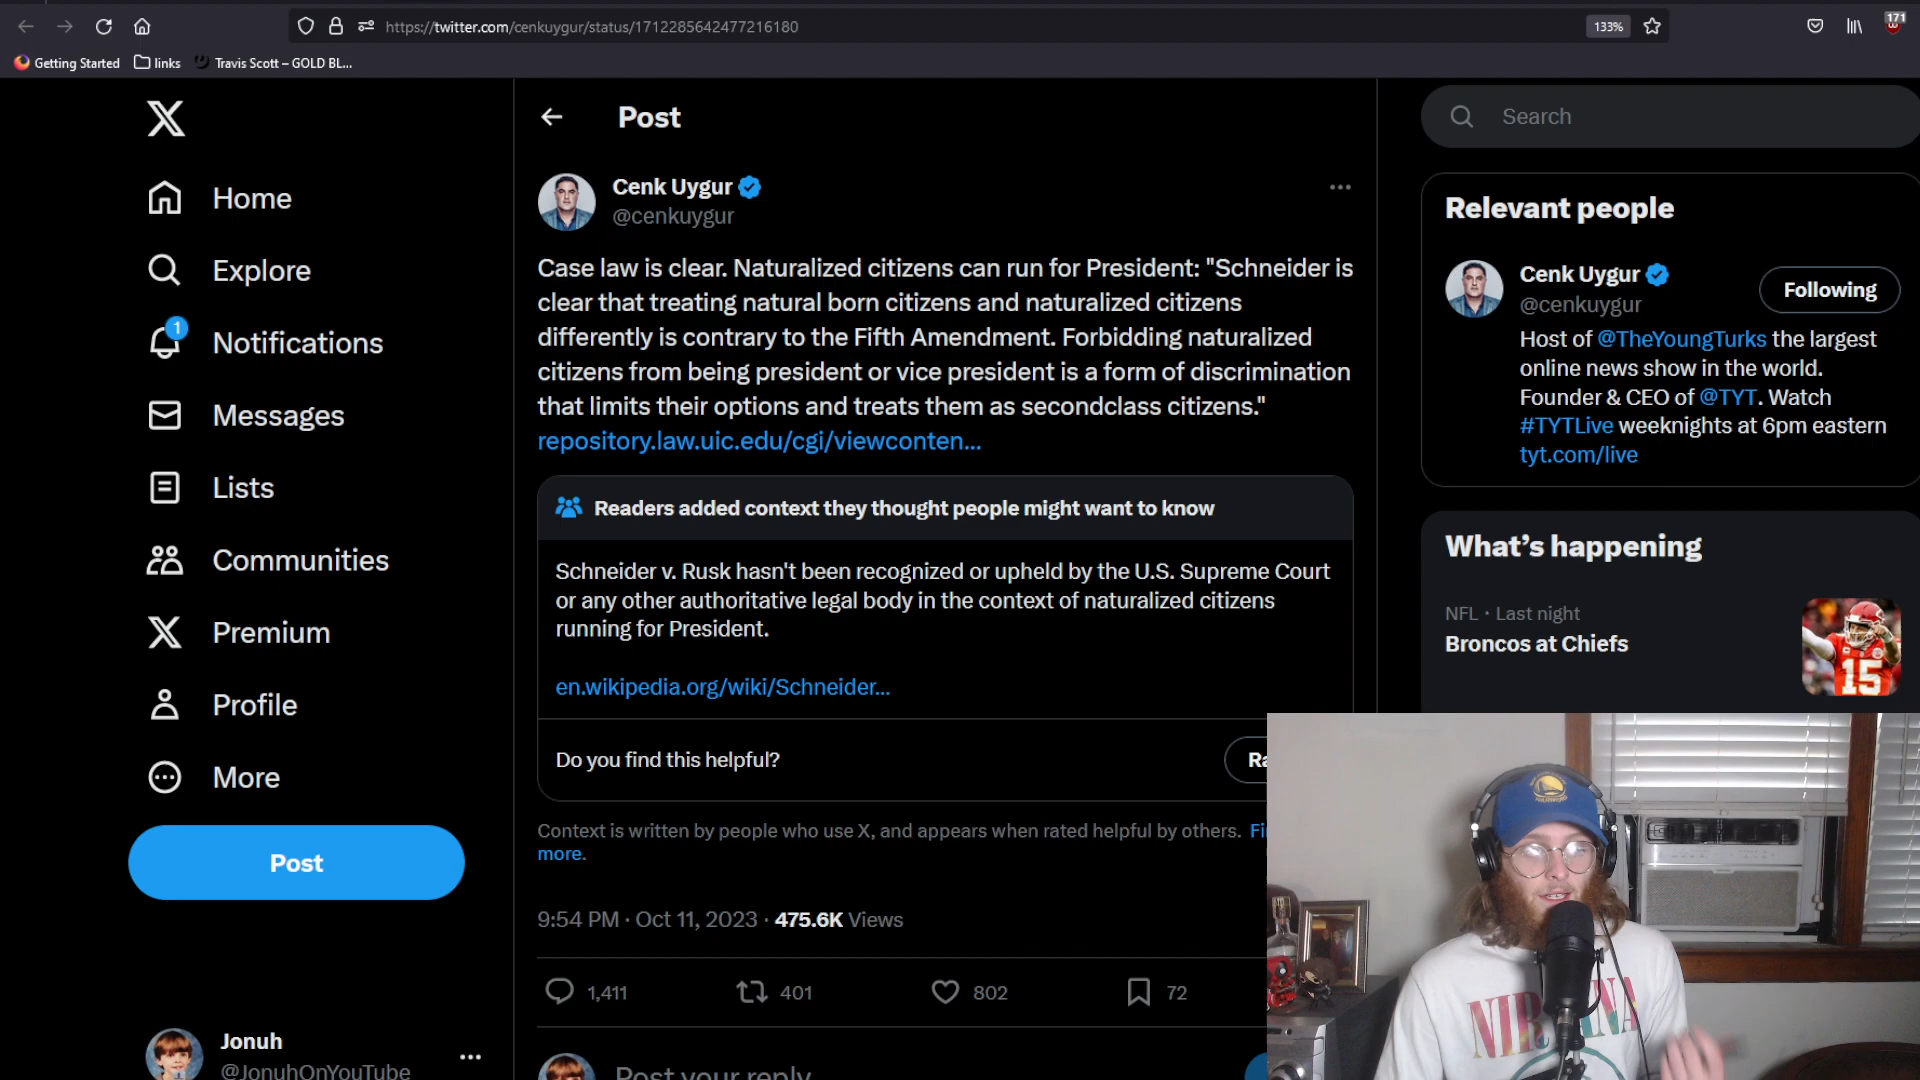 https://twitter.com/cenkuygur/status/1712285642477216180
133%
171
Getting Started
links
Travis Scott – GOLD BL...
Home
Explore
1
Notifications
Messages
Lists
Communities
Premium
Profile
More
Post
Jonuh
@JonuhOnYouTube
Post
Cenk Uygur
@cenkuygur
Case law is clear. Naturalized citizens can run for President: "Schneider is
clear that treating natural born citizens and naturalized citizens
differently is contrary to the Fifth Amendment. Forbidding naturalized
citizens from being president or vice president is a form of discrimination
that limits their options and treats them as secondclass citizens."
repository.law.uic.edu/cgi/viewconten...
Readers added context they thought people might want to know
Schneider v. Rusk hasn't been recognized or upheld by the U.S. Supreme Court
or any other authoritative legal body in the context of naturalized citizens
running for President.
en.wikipedia.org/wiki/Schneider...
Do you find this helpful?
Context is written by people who use X, and appears when rated helpful by others.
more.
9:54 PM · Oct 11, 2023 · 475.6K Views
1,411
401
802
72
Post your reply
Search
Relevant people
Cenk Uygur
@cenkuygur
Following
Host of @TheYoungTurks the largest
online news show in the world.
Founder & CEO of @TYT. Watch
#TYTLive weeknights at 6pm eastern
tyt.com/live
What's happening
NFL · Last night
Broncos at Chiefs
15
NIRVANA